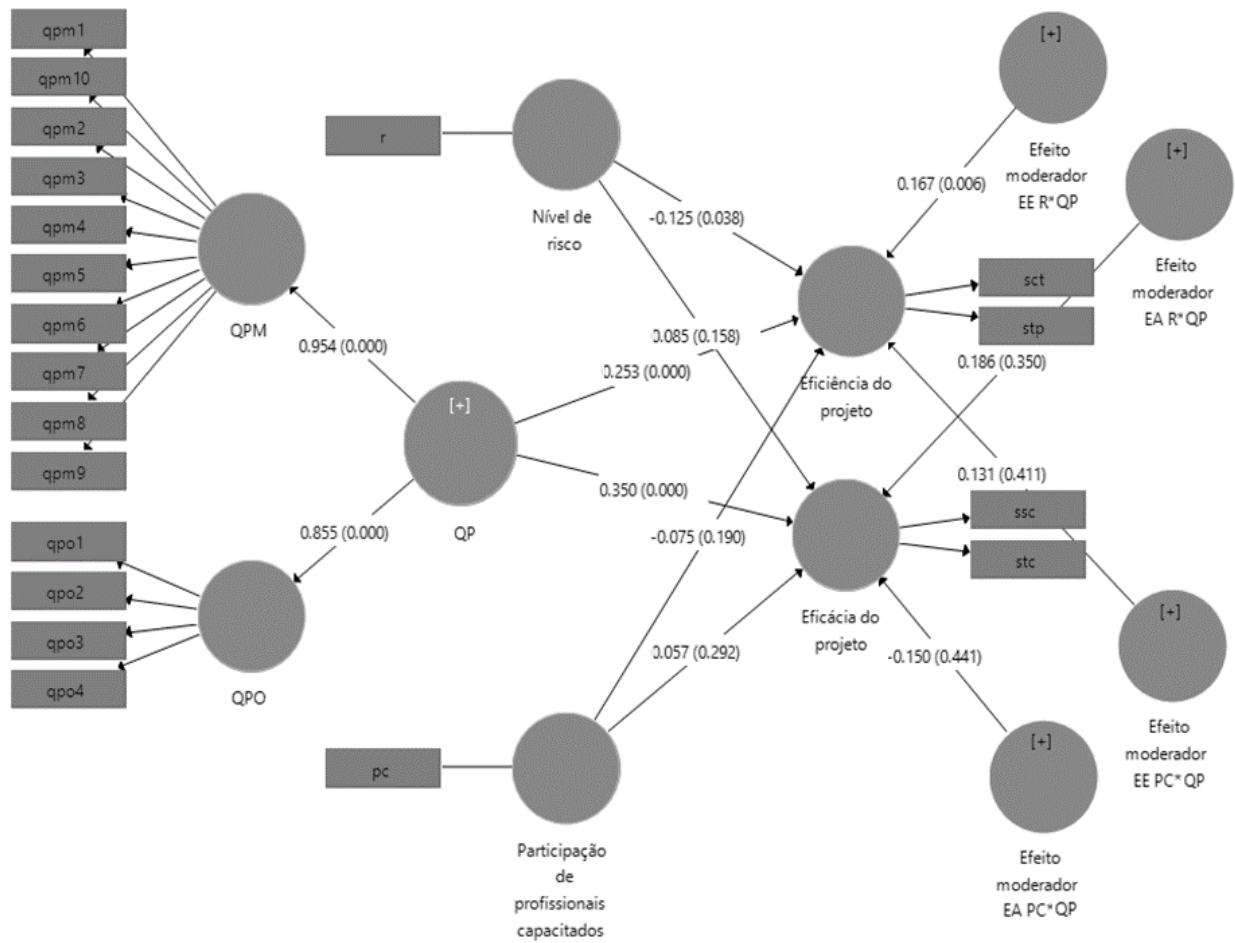 qpm1
qpm10
qpm2
qpm3
qpm4
qpm5
qpm6
qpm7
qpm8
qpm9
QPM
0.954 (0.000)
qpo1
qpo2
qpo3
qpo4
QPO
0.855 (0.000)
[+]
QP
r
Nível de
risco
-0.125 (0.038)
0.085 (0.158)
0.253 (0.000)
0.350 (0.000)
-0.075 (0.190)
0.057 (0.292)
pc
Participação
de
profissionais
capacitados
Eficiência do
projeto
sct
stp
Eficácia do
projeto
ssc
stc
[+]
Efeito
moderador
EE R*QP
0.167 (0.006)
[+]
Efeito
moderador
EA R*QP
0.186 (0.350)
0.131 (0.411)
[+]
Efeito
moderador
EE PC*QP
-0.150 (0.441)
[+]
Efeito
moderador
EA PC*QP